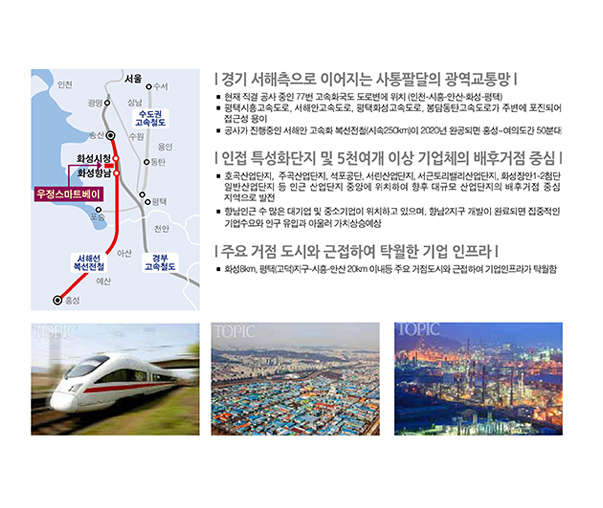 인천
서울
수서
광명
성남
수도권
고속철도
송산
수원
용인
화성시청
동탄
화성향남
우정스마트베이
평택
포승
천안
아산
서해선
복선전철
경부
고속철도
예산
홍성
| 경기 서해측으로 이어지는 사통팔달의 광역교통망 |
■ 현재 직결 공사 중인 77번 고속화국도 도로변에 위치 (인천-시흥-안산-화성-평택)
■ 평택시흥고속도로, 서해안고속도로, 평택화성고속도로, 봉담동탄고속도로가 주변에 포진되어
접근성 용이
■ 공사가 진행중인 서해안 고속화 복선전철(시속250km)이 2020년 완공되면 홍성~여의도간 50분대
| 인접 특성화단지 및 5천여개 이상 기업체의 배후거점 중심 |
■ 호곡산업단지, 주곡산업단지, 석포공단, 서린산업단지, 서근토리밸리산업단지, 화성장안1-2첨단
일반산업단지 등 인근 산업단지 중앙에 위치하여 향후 대규모 산업단지의 배후거점 중심
지역으로 발전
■ 향남인근 수 많은 대기업 및 중소기업이 위치하고 있으며, 향남2지구 개발이 완료되면 집중적인
기업수요와 인구 유입과 아울러 가치상승예상
| 주요 거점 도시와 근접하여 탁월한 기업 인프라 |
■ 화성8km, 평택(고덕)지구-시흥-안산 20km 이내등 주요 거점도시와 근접하여 기업인프라가 탁월함
TOPIC
TOPIC
TOPIC